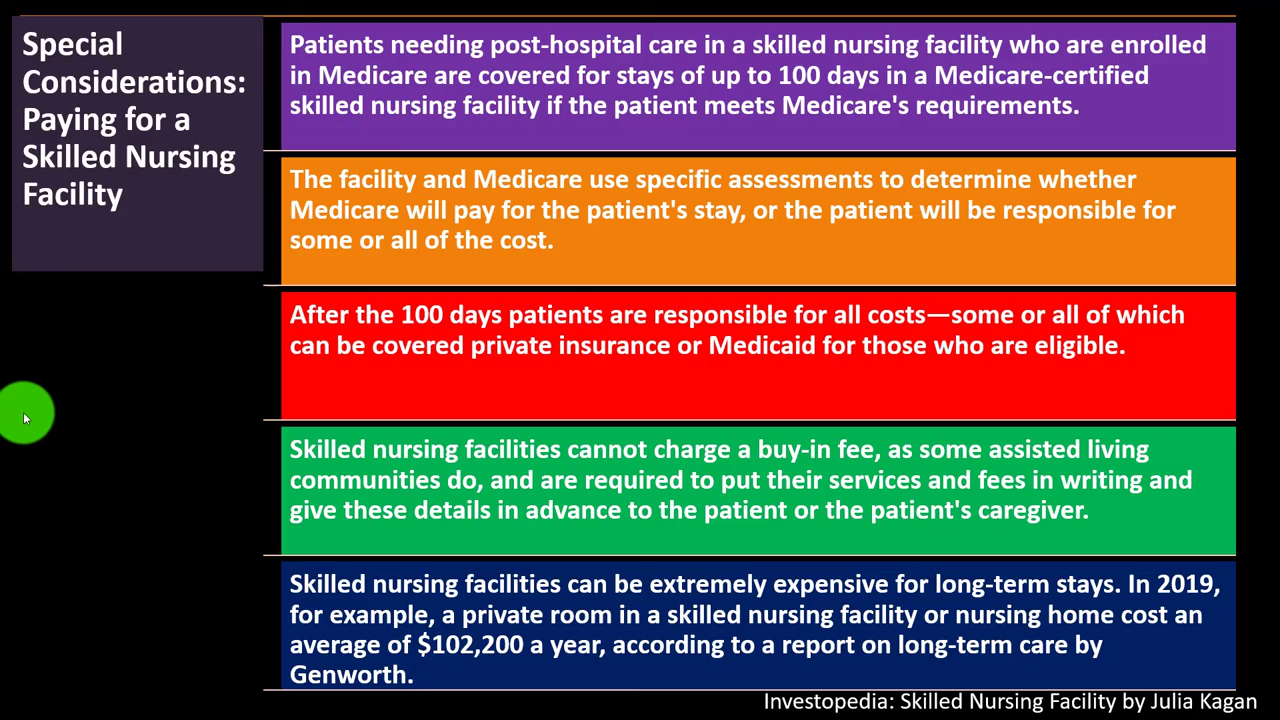 Special
Considerations:
Paying for a
Skilled Nursing
Facility
Patients needing post-hospital care in a skilled nursing facility who are enrolled
in Medicare are covered for stays of up to 100 days in a Medicare-certified
skilled nursing facility if the patient meets Medicare's requirements.
The facility and Medicare use specific assessments to determine whether
Medicare will pay for the patient's stay, or the patient will be responsible for
some or all of the cost.
After the 100 days patients are responsible for all costs—some or all of which
can be covered private insurance or Medicaid for those who are eligible.
Skilled nursing facilities cannot charge a buy-in fee, as some assisted living
communities do, and are required to put their services and fees in writing and
give these details in advance to the patient or the patient's caregiver.
Skilled nursing facilities can be extremely expensive for long-term stays. In 2019,
for example, a private room in a skilled nursing facility or nursing home cost an
average of $102,200 a year, according to a report on long-term care by
Genworth.
Investopedia: Skilled Nursing Facility by Julia Kagan